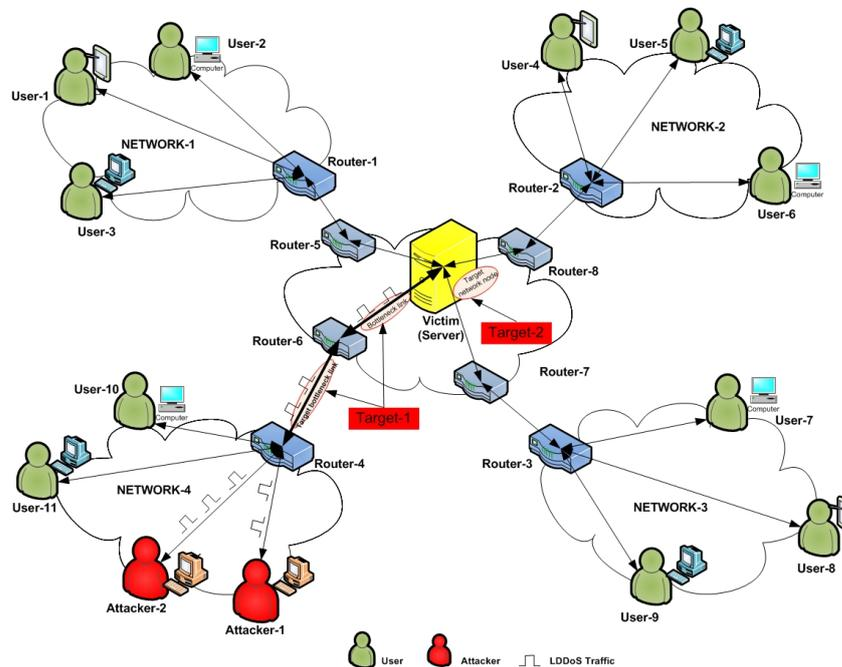 User-2
Computer
User-1
NETWORK-1
User-3
Router-1
Router-5
User-5
User-4
NETWORK-2
Router-2
Computer
User-6
Router-8
Target
network node
Bottleneck link
Victim
(Server)
Target-2
Router-6
Target bottleneck link
Target-1
Router-7
User-10
Computer
Router-4
NETWORK-4
User-11
Attacker-2
Attacker-1
Computer
User-7
Router-3
NETWORK-3
User-8
User-9
User
Attacker
LDDoS Traffic